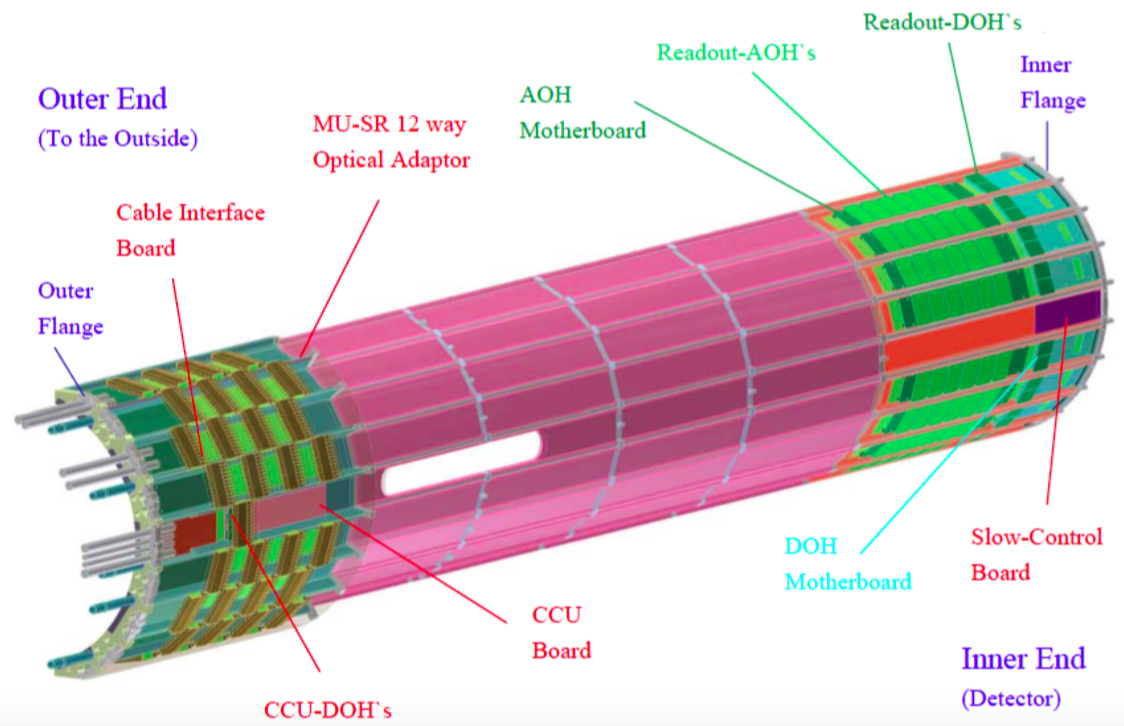 Readout-DOH`s
Readout-AOH`s
Inner
Flange
AOH
Motherboard
Outer End
(To the Outside)
MU-SR 12 way
Optical Adaptor
Cable Interface
Board
Outer
Flange
DOH
Motherboard
Slow-Control
Board
CCU
Board
Inner End
(Detector)
CCU-DOH`s